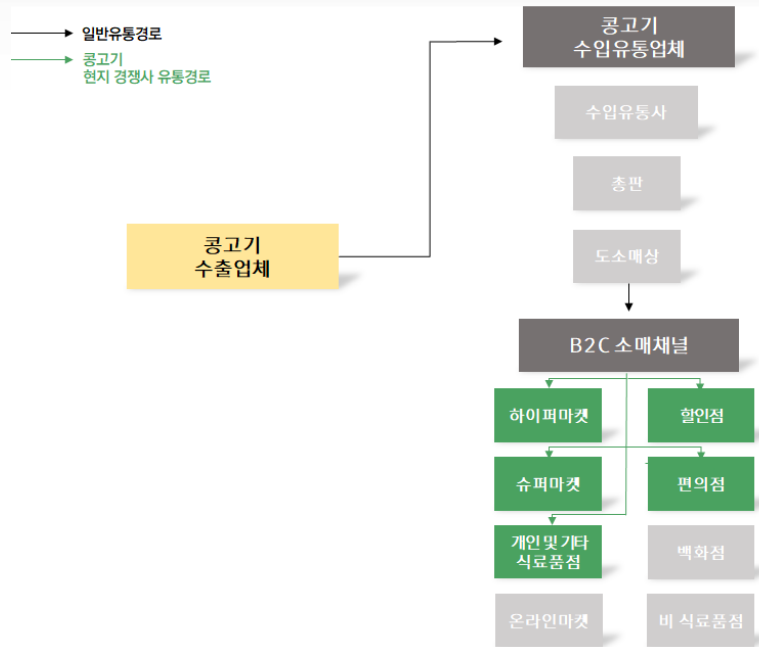 일반유통경로
콩고기
현지 경쟁사 유통경로
콩고기
수입유통업체
수입유통사
총판
도소매상
콩고기
수출업체
B2C 소매채널
하이퍼마켓
할인점
슈퍼마켓
편의점
개인 및 기타
식료품점
백화점
온라인마켓
비 식료품점